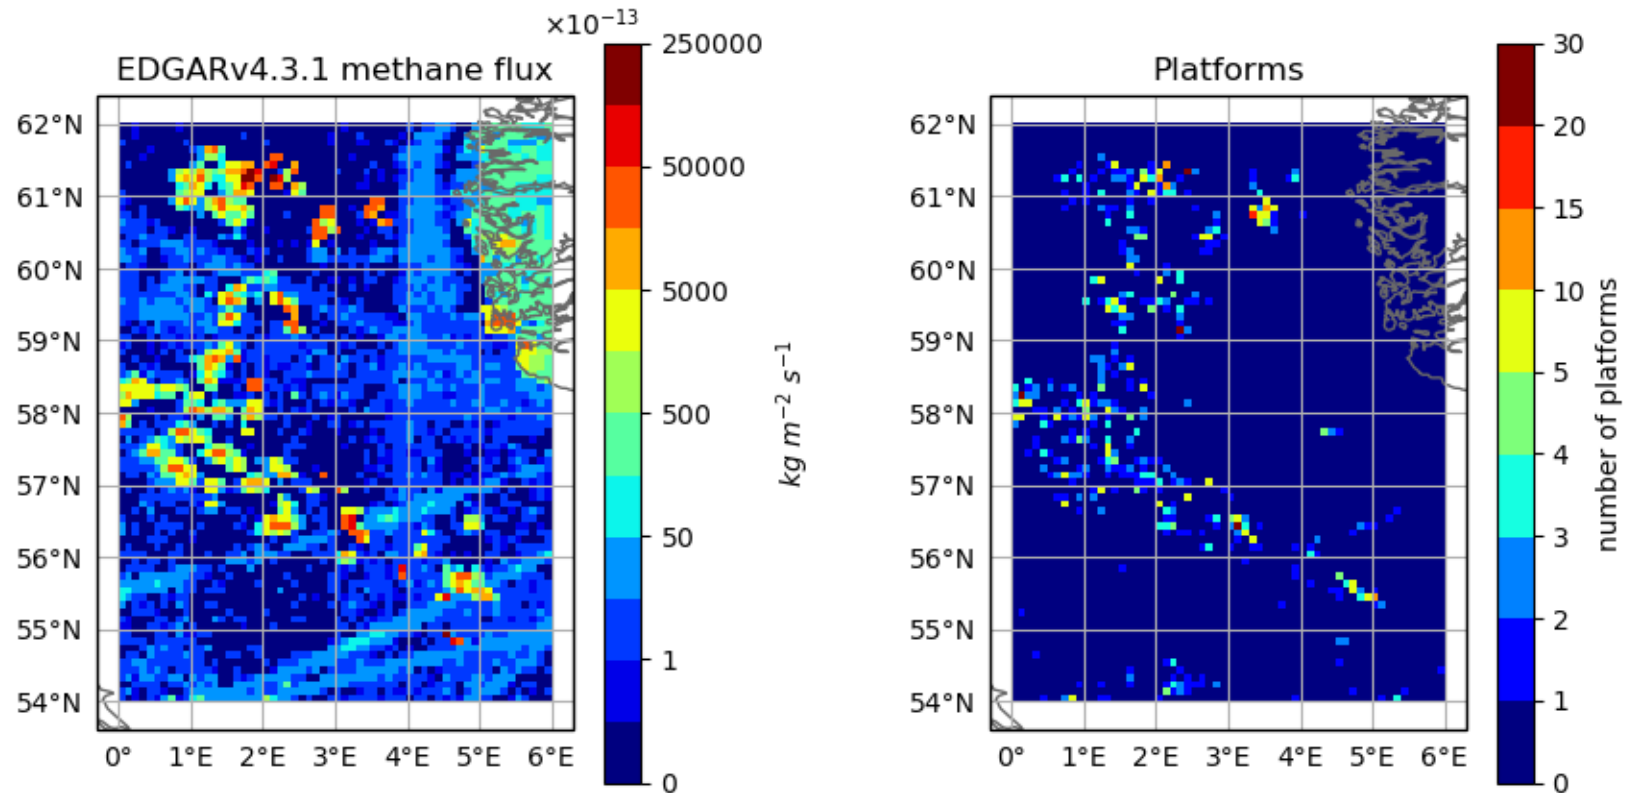 ×10⁻¹³
EDGARv4.3.1 methane flux
62°N
61°N
60°N
59°N
58°N
57°N
56°N
55°N
54°N
0°
1°E
2°E
3°E
4°E
5°E
6°E
250000
50000
5000
500
50
1
0
kg m⁻² s⁻¹
Platforms
62°N
61°N
60°N
59°N
58°N
57°N
56°N
55°N
54°N
0°
1°E
2°E
3°E
4°E
5°E
6°E
30
20
15
10
5
4
3
2
1
0
number of platforms